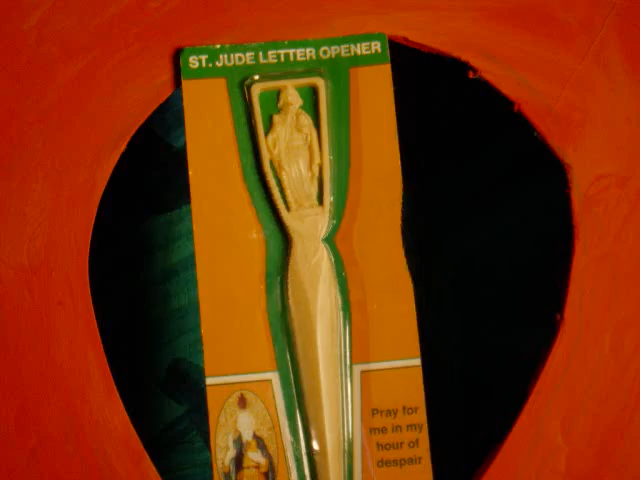 ST. JUDE LETTER OPENER
Pray for
me in my
hour of
despair